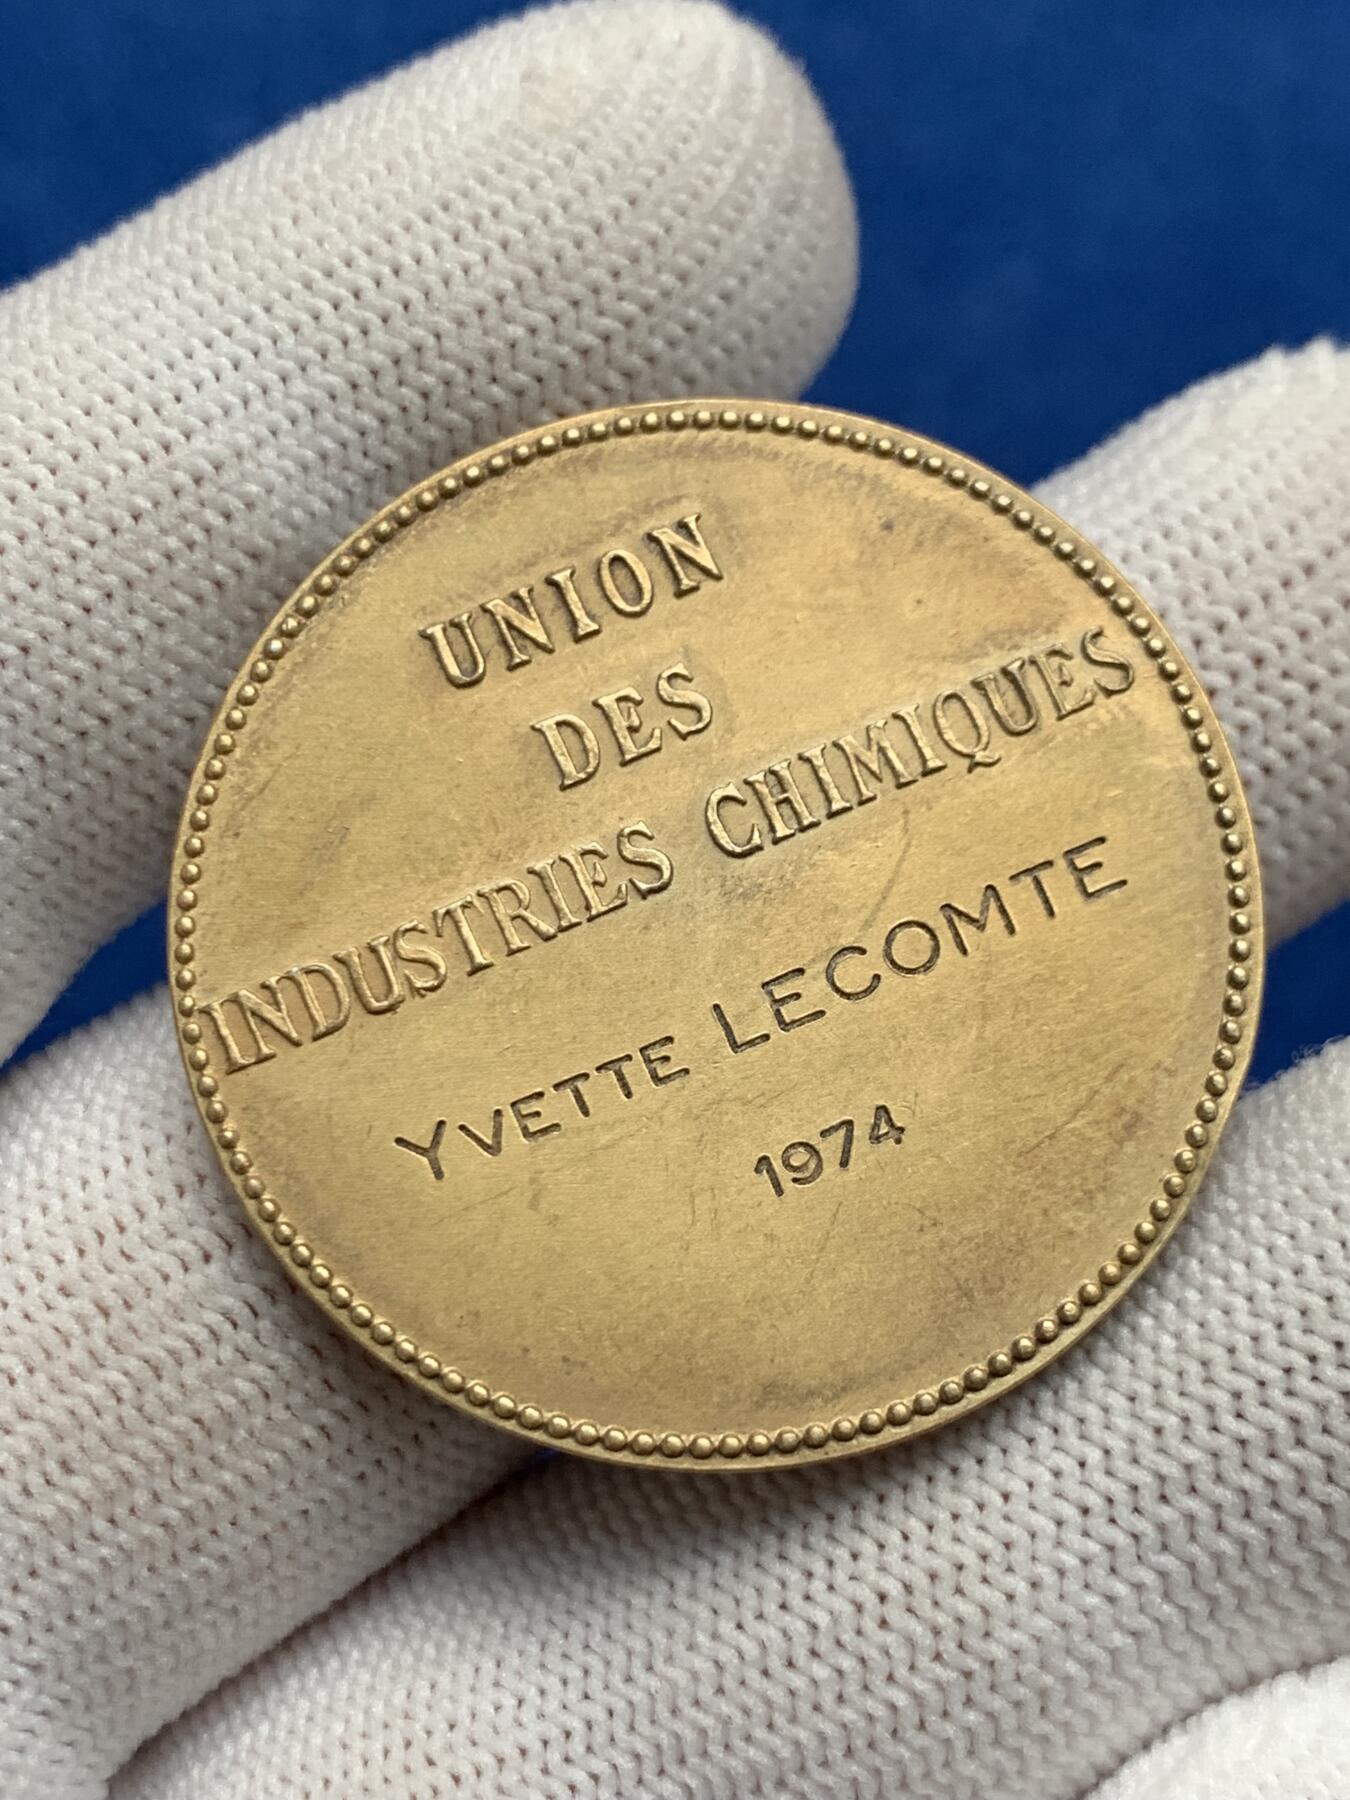 UNION
DES
INDUSTRIES CHIMIQUES
YVETTE LECOMTE
1974